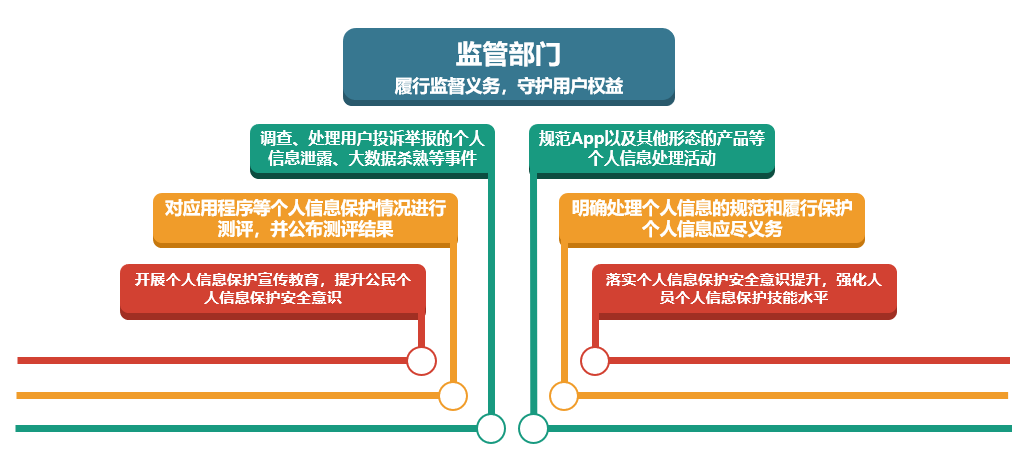 监管部门
履行监督义务，守护用户权益
调查、处理用户投诉举报的个人
信息泄露、大数据杀熟等事件
规范App以及其他形态的产品等
个人信息处理活动
对应用程序等个人信息保护情况进行
测评，并公布测评结果
明确处理个人信息的规范和履行保护
个人信息应尽义务
开展个人信息保护宣传教育，提升公民个
人信息保护安全意识
落实个人信息保护安全意识提升，强化人
员个人信息保护技能水平